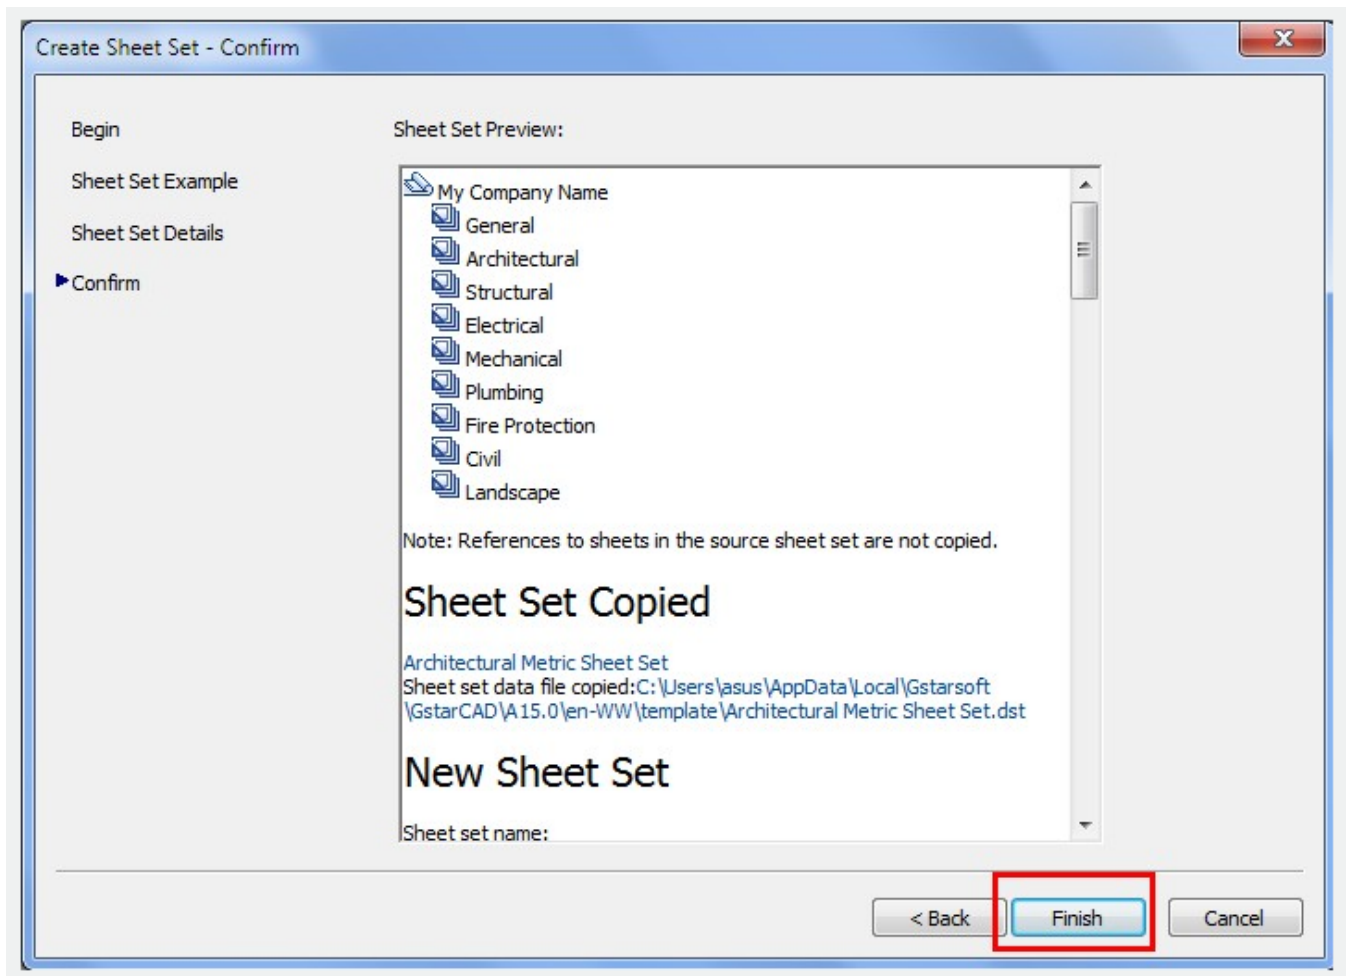 Create Sheet Set - Confirm
Begin
Sheet Set Example
Sheet Set Details
Confirm
Sheet Set Preview:
My Company Name
General
Architectural
Structural
Electrical
Mechanical
Plumbing
Fire Protection
Civil
Landscape
Note: References to sheets in the source sheet set are not copied.
Sheet Set Copied
Architectural Metric Sheet Set
Sheet set data file copied:C:\Users\asus\AppData\Local\Gstarsoft
\GstarCAD\A15.0\en-WW\template\Architectural Metric Sheet Set.dst
New Sheet Set
Sheet set name:
< Back
Finish
Cancel